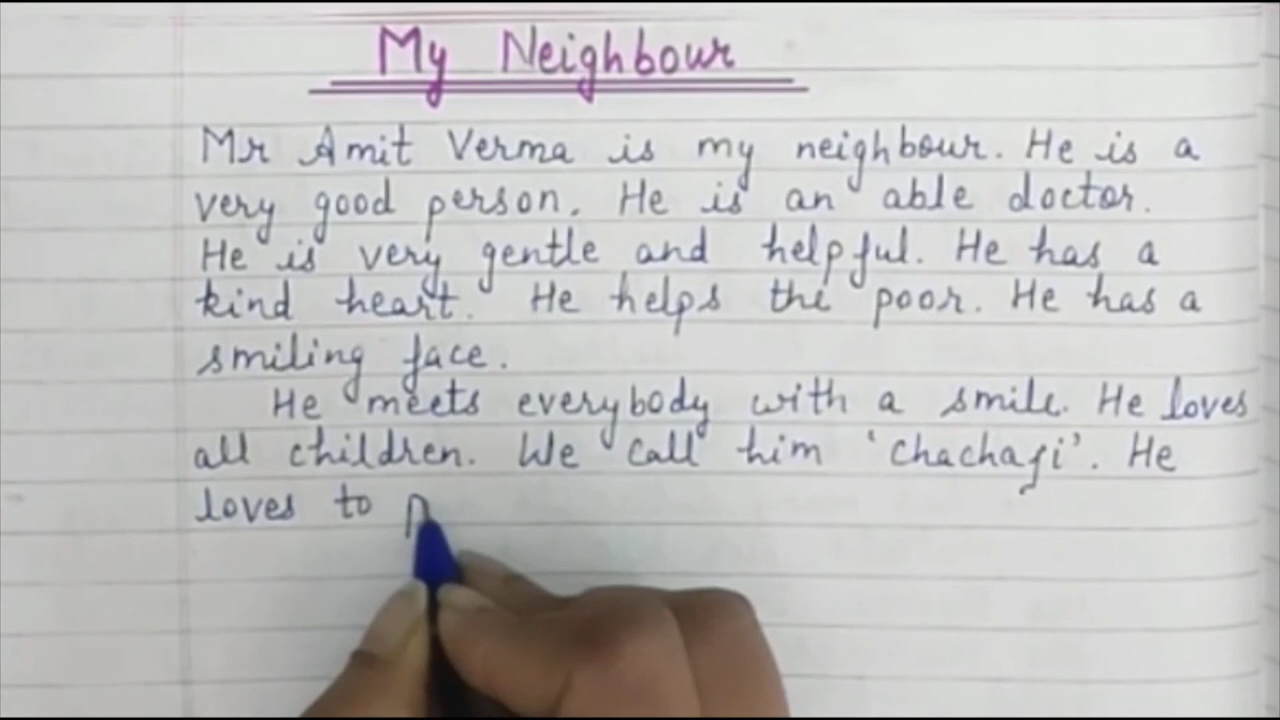 My Neighbour
Mr Amit Verma is my neighbour. He is a
very good person. He is an able doctor.
He is very gentle and helpful. He has a
kind heart. He helps the poor. He has a
smiling face.
He meets everybody with a smile. He loves
all children. We call him 'Chachaji'. He
loves to